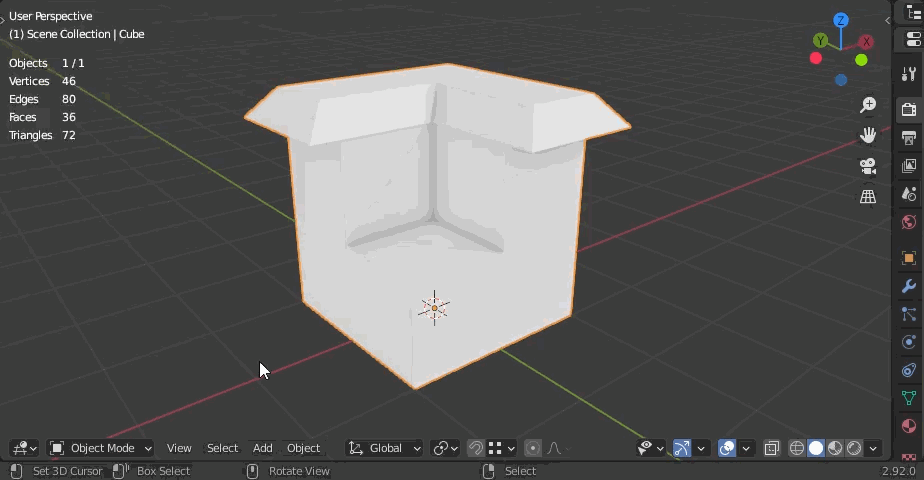 User Perspective
(1) Scene Collection | Cube
Objects 1 / 1
Vertices 46
Edges 80
Faces 36
Triangles 72
Z
Y
X
Object Mode View Select Add Object Global
Set 3D Cursor Box Select Rotate View Select 2.92.0